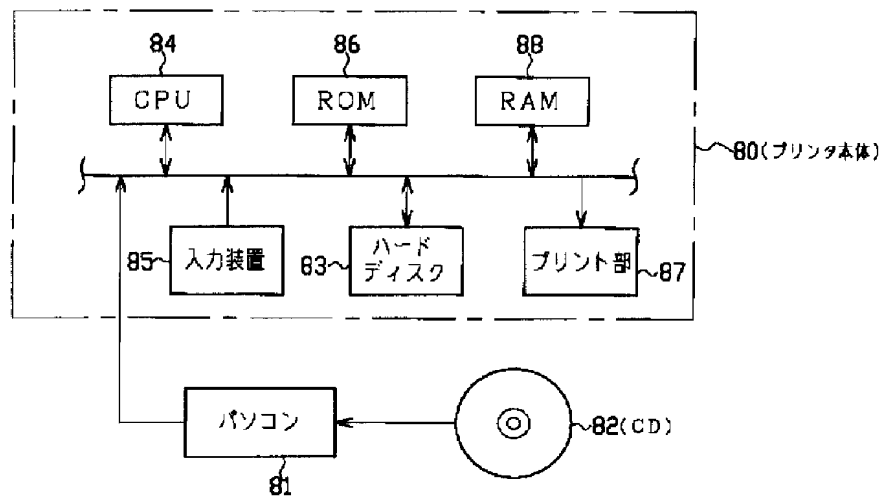 84
86
88
CPU
ROM
RAM
80(プリンタ本体)
85
入力装置
83
ハード
ディスク
プリント部
87
パソコン
82(CD)
81